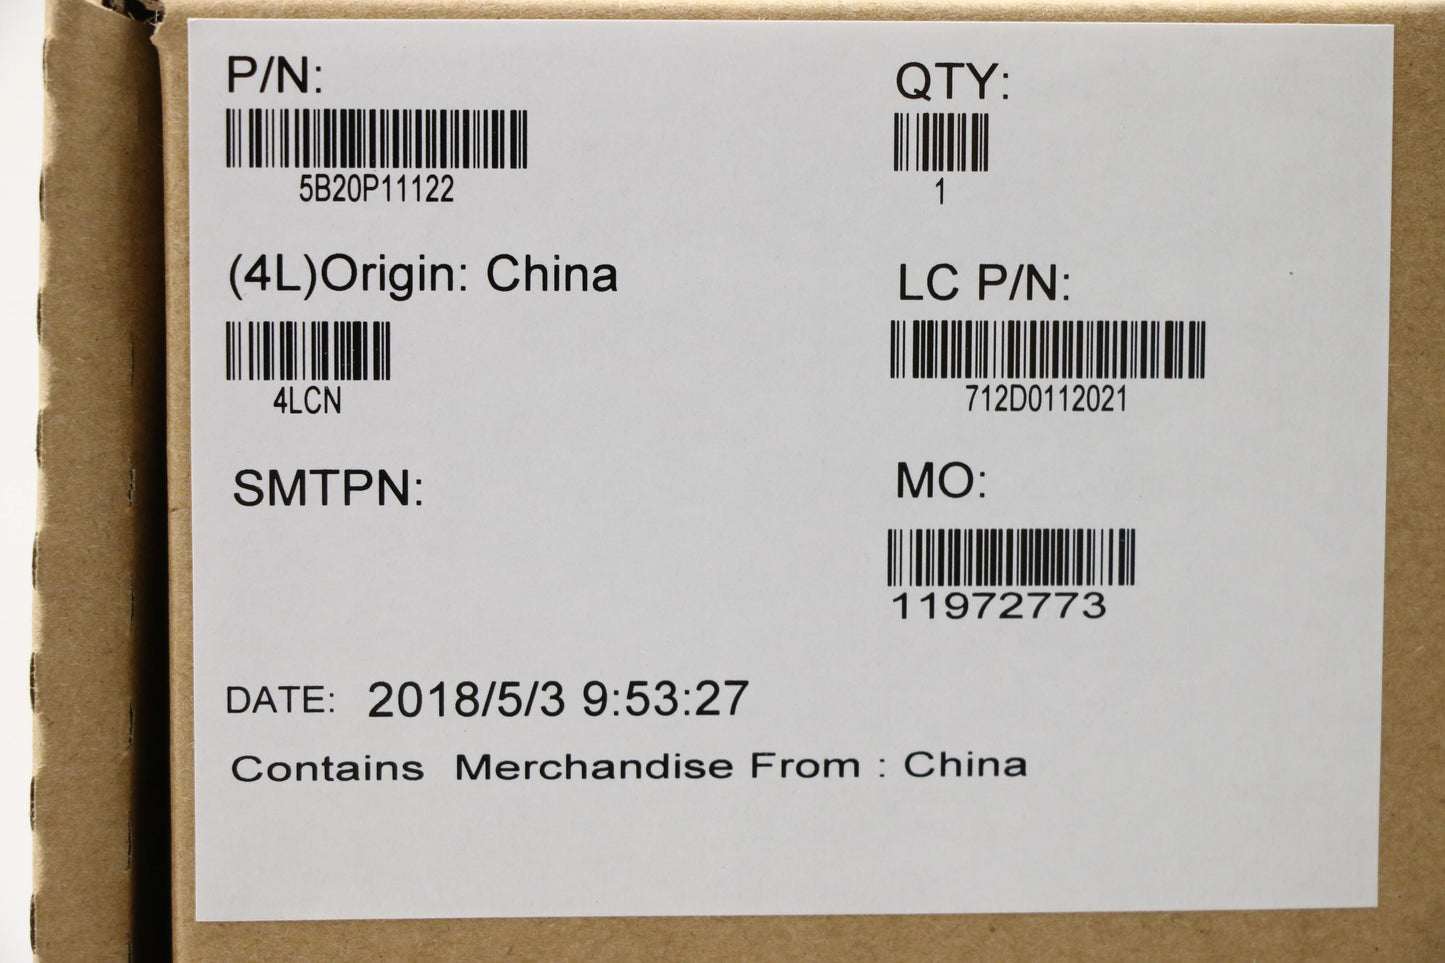 P/N:
5B20P11122
QTY:
1
(4L)Origin: China
4LCN
LC P/N:
712D0112021
SMTPN:
MO:
11972773
DATE: 2018/5/3 9:53:27
Contains Merchandise From : China